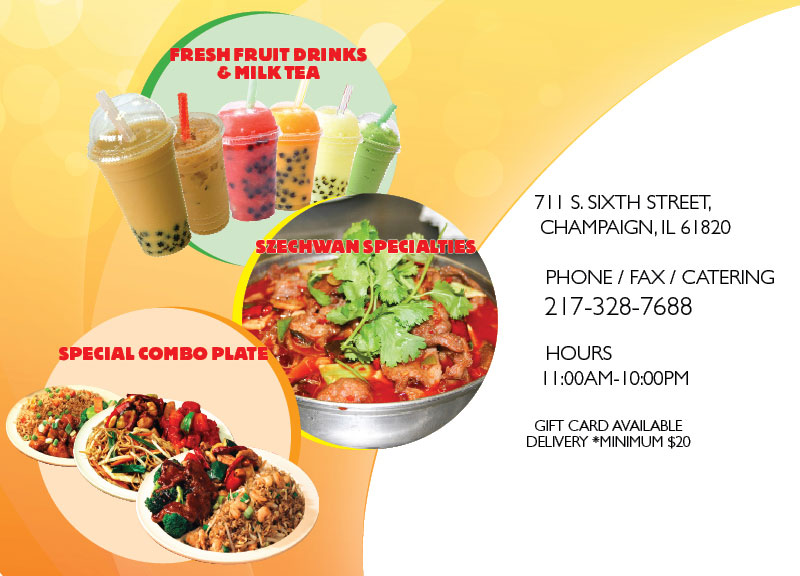 FRESH FRUIT DRINKS
& MILK TEA
SZECHWAN SPECIALTIES
SPECIAL COMBO PLATE
711 S. SIXTH STREET,
CHAMPAIGN, IL 61820
PHONE / FAX / CATERING
217-328-7688
HOURS
11:00AM-10:00PM
GIFT CARD AVAILABLE
DELIVERY *MINIMUM $20